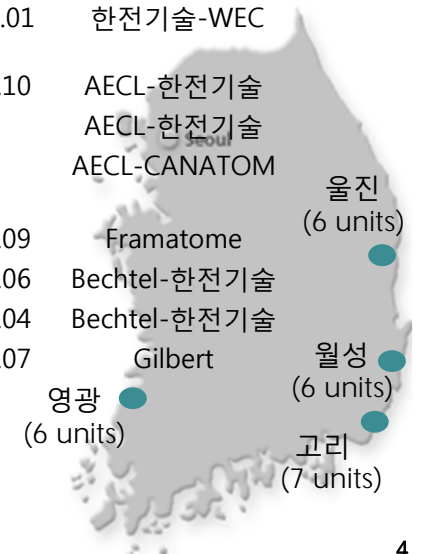 .01 한전기술-WEC
.10 AECL-한전기술
AECL-한전기술
Seoul
AECL-CANATOM
울진
(6 units)
.09 Framatome
.06 Bechtel-한전기술
.04 Bechtel-한전기술
.07 Gilbert
월성
(6 units)
영광
(6 units)
고리
(7 units)
4